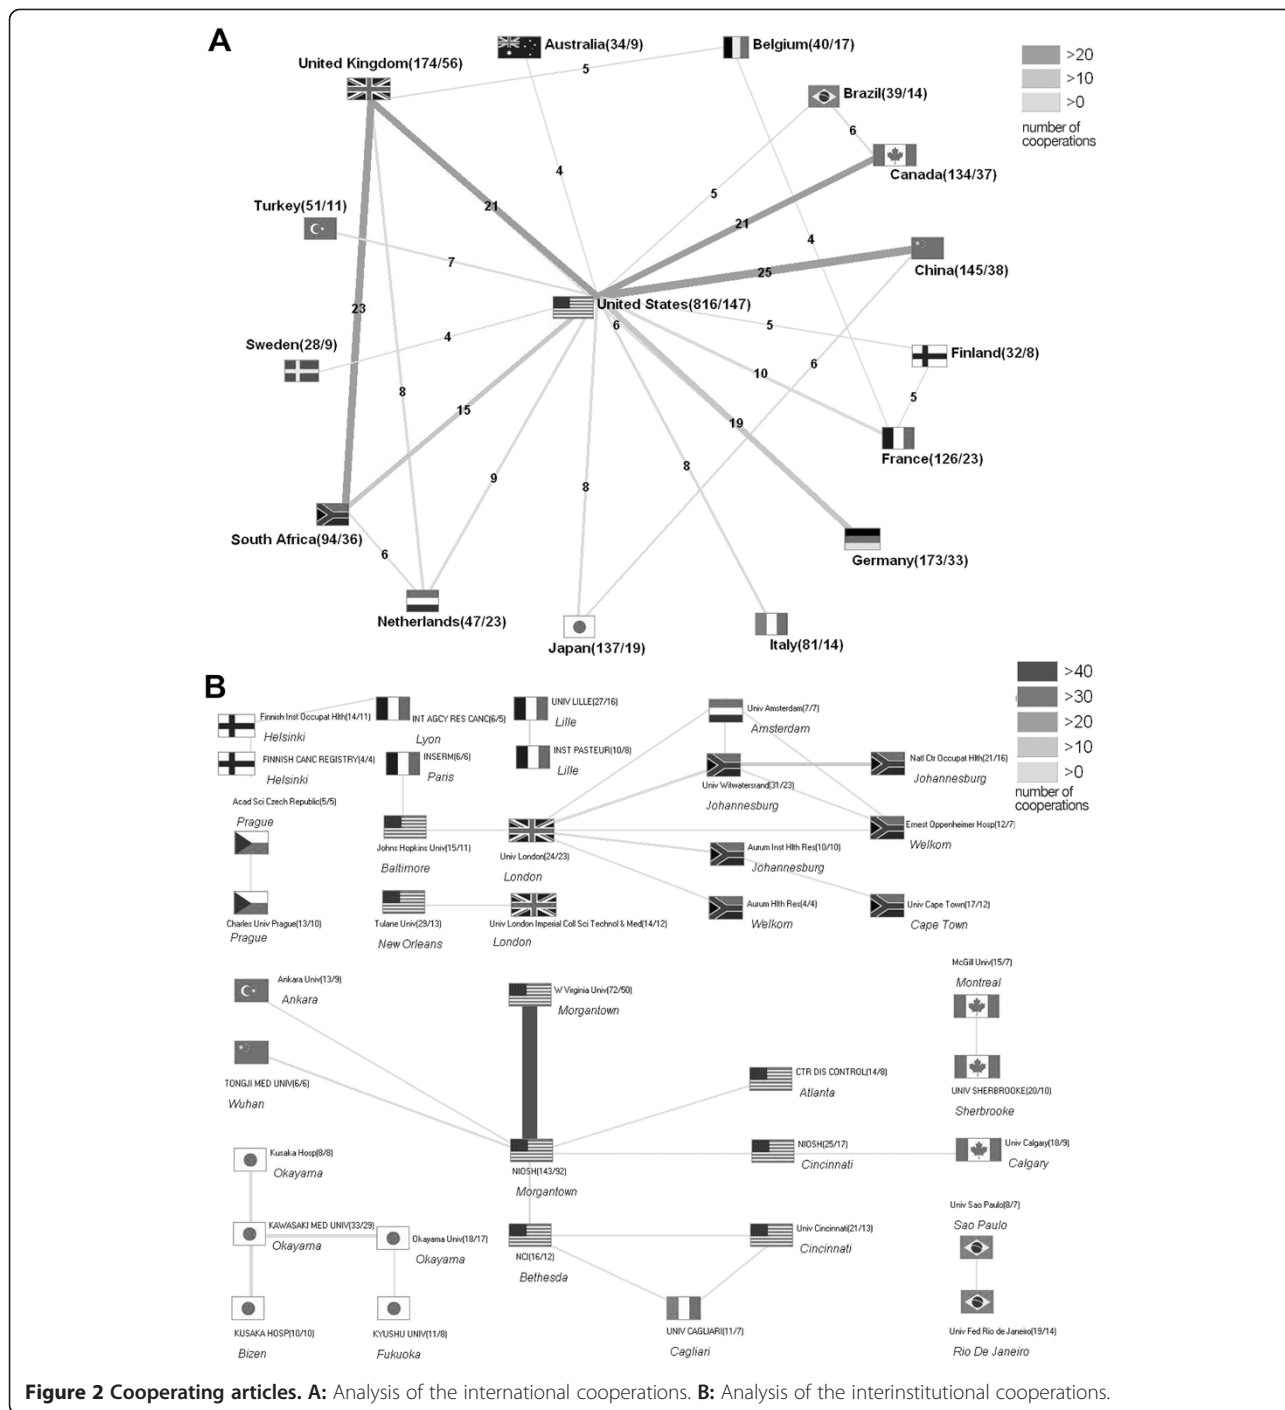 A
Australia(34/9)
Belgium(40/17)
>20
>10
>0
number of
cooperations
United Kingdom(174/56)
5
Brazil(39/14)
6
Canada(134/37)
4
5
21
21
Turkey(51/11)
7
4
25
China(145/38)
United States(816/147)
23
6
5
Sweden(28/9)
4
Finland(32/8)
6
10
5
8
15
19
France(126/23)
8
9
8
South Africa(94/36)
6
Germany(173/33)
Netherlands(47/23)
Japan(137/19)
Italy(81/14)
B
>40
>30
>20
>10
>0
number of
cooperations
Finnish Inst Occupat Hlth(14/11)
Helsinki
INT AGCY RES CANC(6/5)
Lyon
UNIV LILLE(27/16)
Lille
Univ Amsterdam(7/7)
Amsterdam
FINNISH CANC REGISTRY(4/4)
Helsinki
INSERM(6/6)
Paris
INST PASTEUR(10/8)
Lille
Univ Witwatersrand(31/23)
Johannesburg
Natl Ctr Occupat Hlth(21/16)
Johannesburg
Acad Sci Czech Republic(5/5)
Prague
Johns Hopkins Univ(15/11)
Baltimore
Univ London(24/23)
London
Aurum Inst Hlth Res(10/10)
Johannesburg
Ernest Oppenheimer Hosp(12/7)
Welkom
Charles Univ Prague(13/10)
Prague
Tulane Univ(29/13)
New Orleans
Univ London Imperial Coll Sci Technol & Med(14/12)
London
Aurum Hlth Res(4/4)
Welkom
Univ Cape Town(17/12)
Cape Town
Ankara Univ(13/9)
Ankara
W Virginia Univ(72/50)
Morgantown
McGill Univ(15/7)
Montreal
TONGJI MED UNIV(6/6)
Wuhan
CTR DIS CONTROL(14/8)
Atlanta
UNIV SHERBROOKE(20/10)
Sherbrooke
Kusaka Hosp(8/8)
Okayama
NIOSH(143/92)
Morgantown
NIOSH(25/17)
Cincinnati
Univ Calgary(18/9)
Calgary
KAWASAKI MED UNIV(33/29)
Okayama
Okayama Univ(18/17)
Okayama
NCI(16/12)
Bethesda
Univ Cincinnati(21/13)
Cincinnati
Univ Sao Paulo(8/7)
Sao Paulo
KUSAKA HOSP(10/10)
Bizen
KYUSHU UNIV(11/8)
Fukuoka
UNIV CAGLIARI(11/7)
Cagliari
Univ Fed Rio de Janeiro(19/14)
Rio De Janeiro
Figure 2 Cooperating articles. A: Analysis of the international cooperations. B: Analysis of the interinstitutional cooperations.